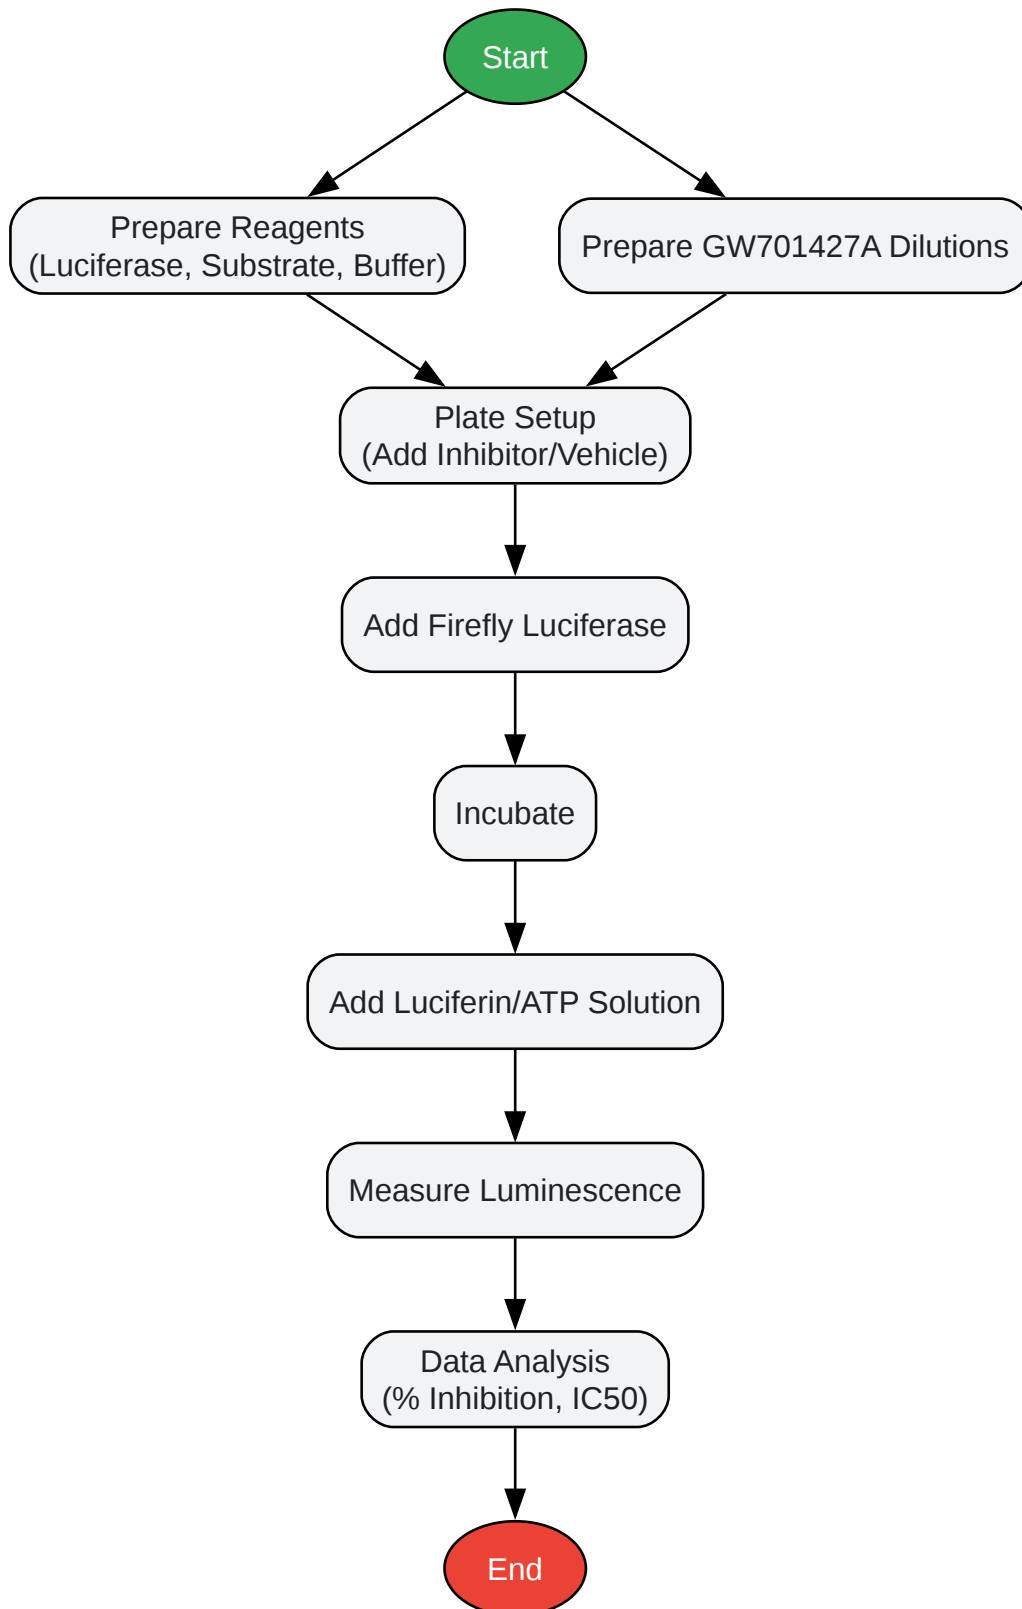 Start
Prepare Reagents
(Luciferase, Substrate, Buffer)
Prepare GW701427A Dilutions
Plate Setup
(Add Inhibitor/Vehicle)
Add Firefly Luciferase
Incubate
Add Luciferin/ATP Solution
Measure Luminescence
Data Analysis
(% Inhibition, IC50)
End